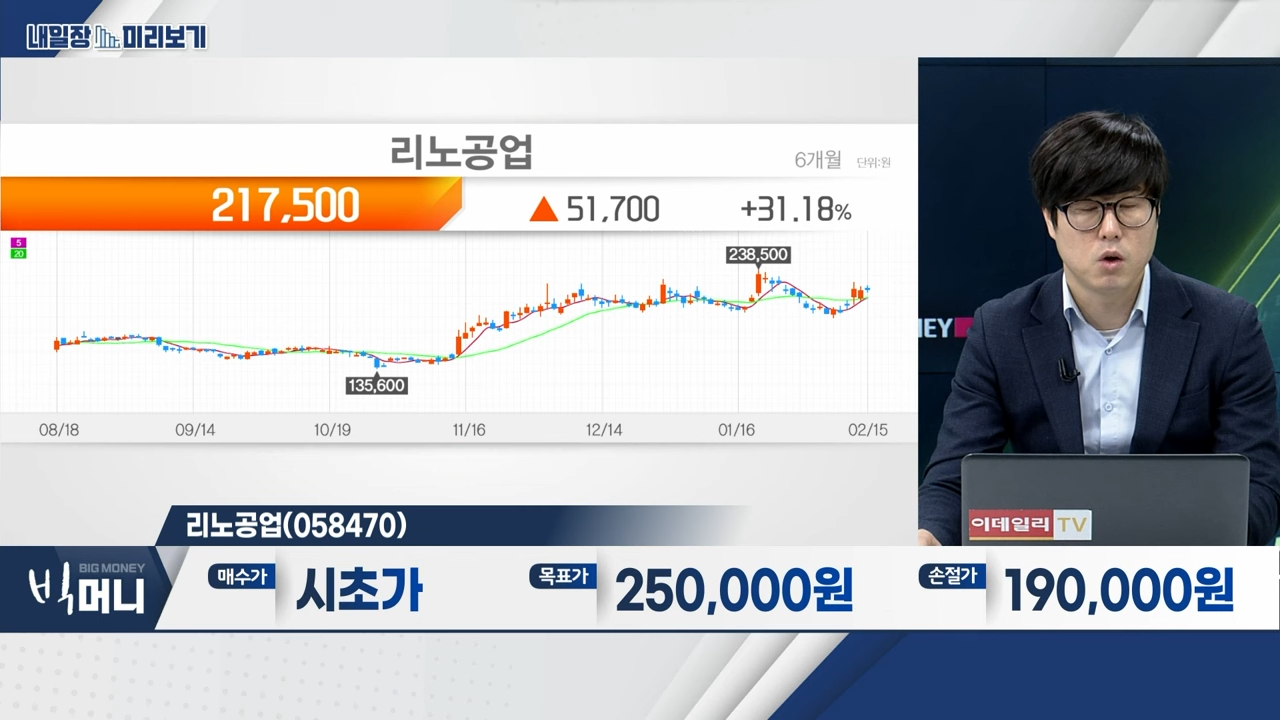 내일장 미리보기
리노공업
6개월 단위:원
217,500 ▲ 51,700 +31.18%
5
20
238,500
135,600
08/18 09/14 10/19 11/16 12/14 01/16 02/15
NEY
이데일리 TV
리노공업(058470)
BIG MONEY
빅머니
매수가 시초가 목표가 250,000원 손절가 190,000원